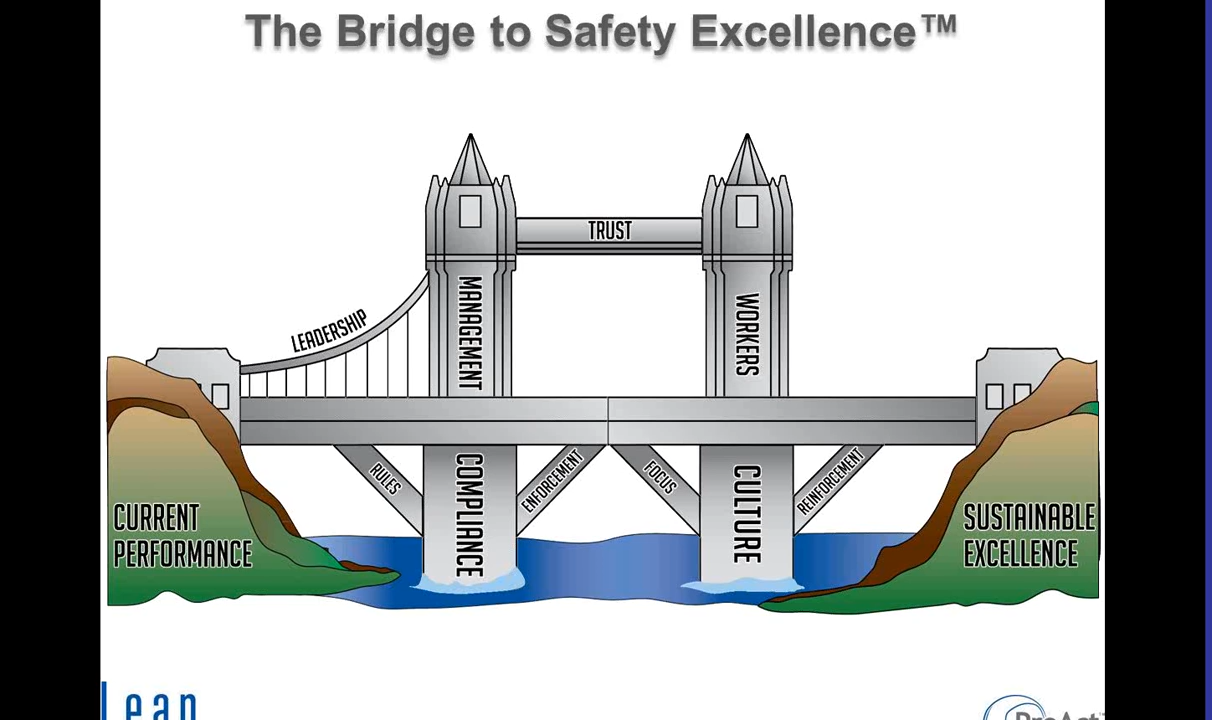 The Bridge to Safety Excellence™
TRUST
MANAGEMENT
WORKERS
LEADERSHIP
RULES
COMPLIANCE
ENFORCEMENT
FOCUS
CULTURE
REINFORCEMENT
CURRENT
PERFORMANCE
SUSTAINABLE
EXCELLENCE
Lean
ProAct